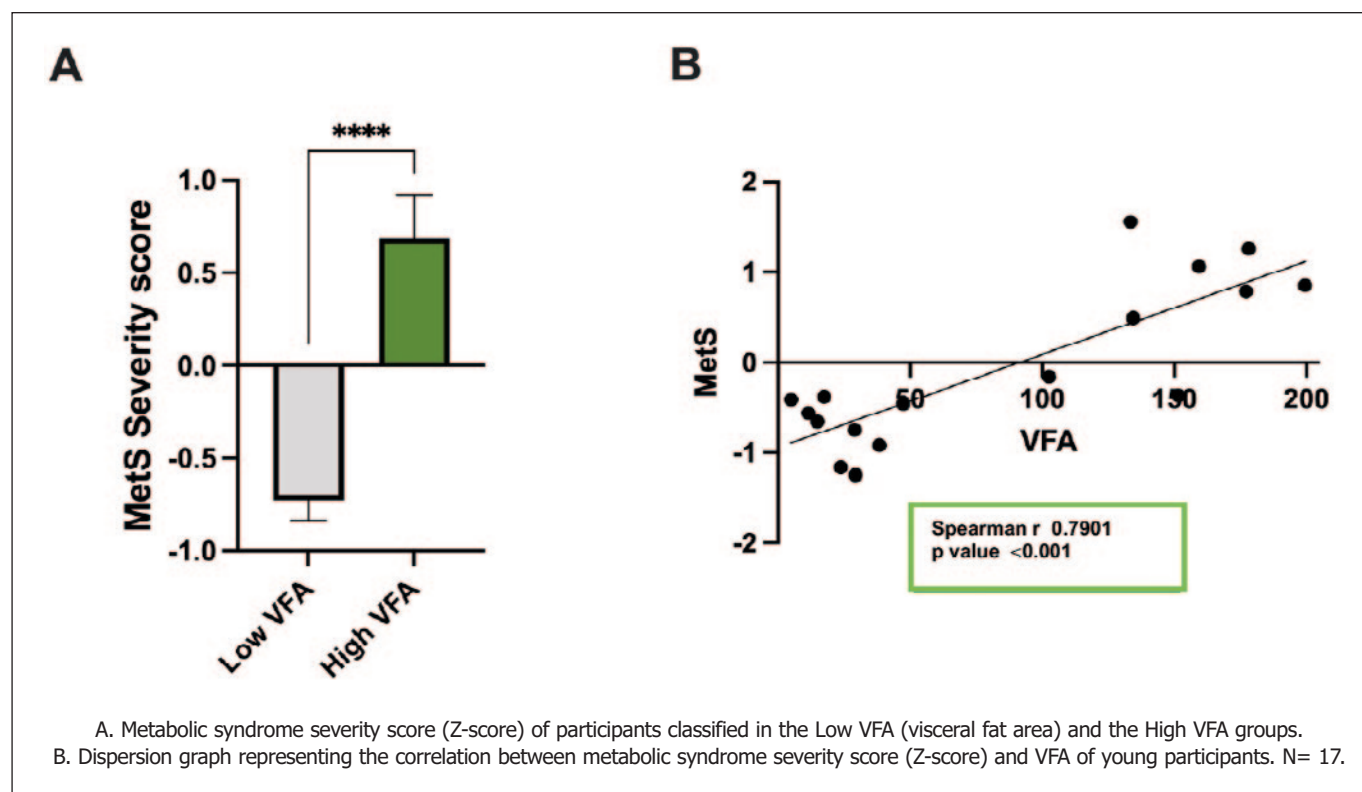 A
****
MetS Severity score
1.0
0.5
0.0
-0.5
-1.0
Low VFA
High VFA
B
MetS
2
1
0
-1
-2
50
100
150
200
VFA
Spearman r 0.7901
p value <0.001
A. Metabolic syndrome severity score (Z-score) of participants classified in the Low VFA (visceral fat area) and the High VFA groups.
B. Dispersion graph representing the correlation between metabolic syndrome severity score (Z-score) and VFA of young participants. N= 17.